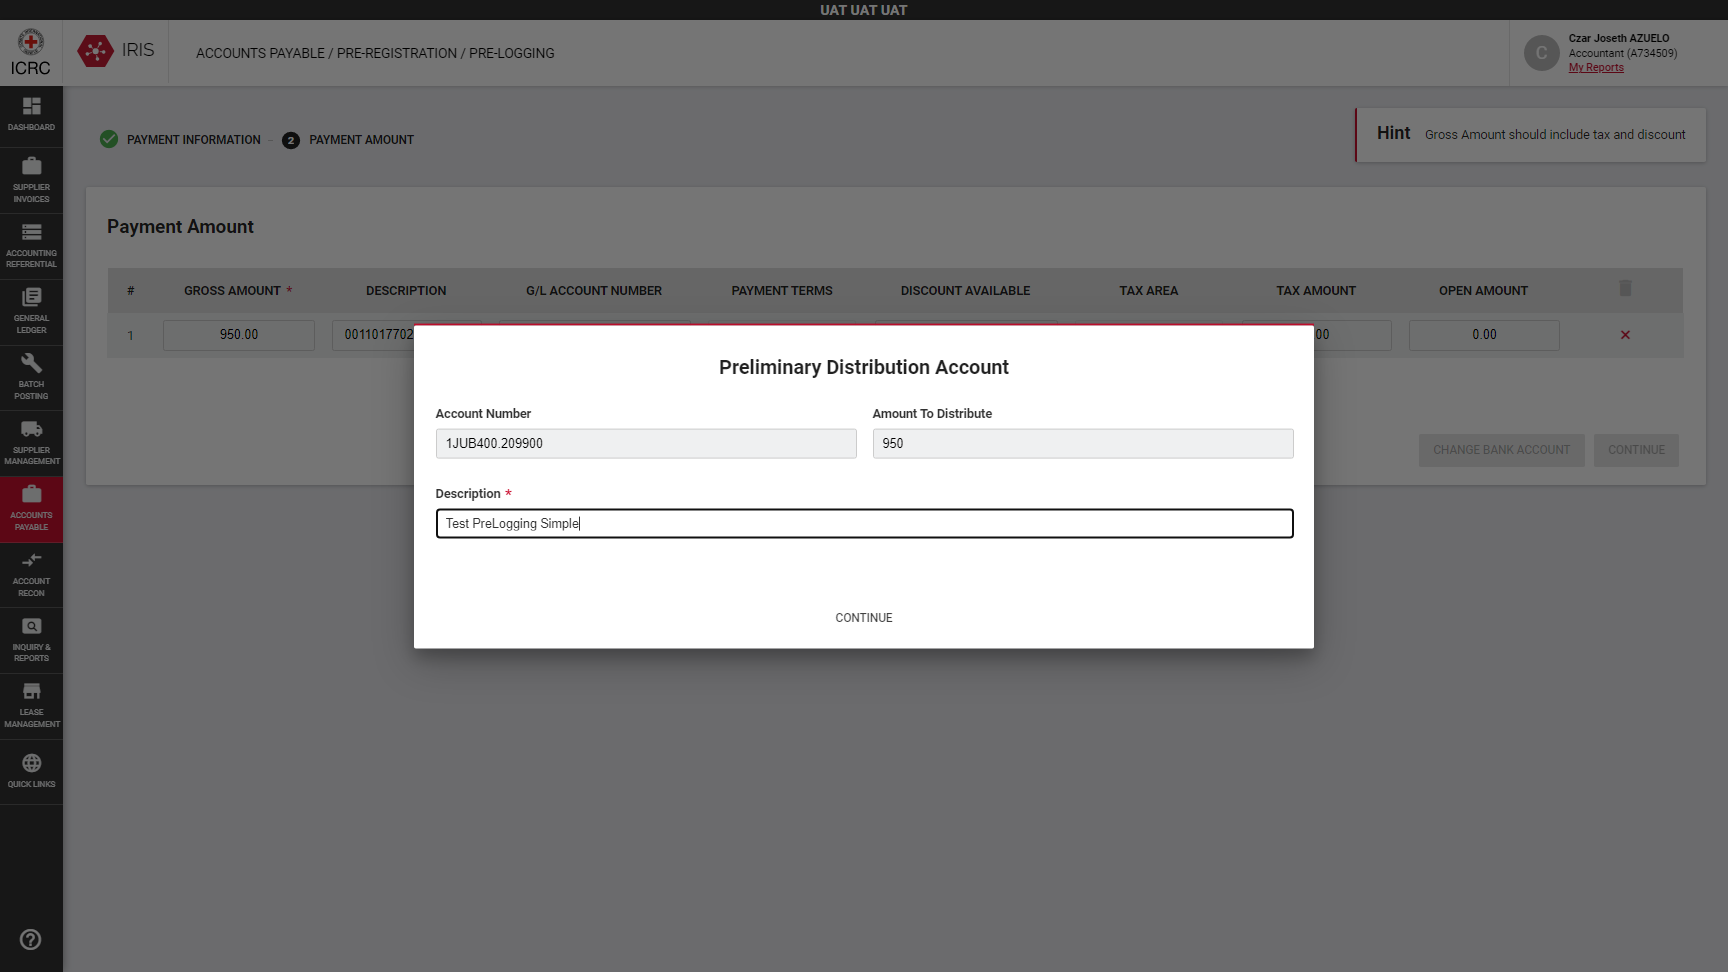 UAT UAT UAT
ICRC
IRIS
ACCOUNTS PAYABLE / PRE-REGISTRATION / PRE-LOGGING
C
Czar Joseth AZUELO
Accountant (A734509)
My Reports
DASHBOARD
SUPPLIER
INVOICES
ACCOUNTING
REFERENTIAL
GENERAL
LEDGER
BATCH
POSTING
SUPPLIER
MANAGEMENT
ACCOUNTS
PAYABLE
ACCOUNT
RECON
INQUIRY &
REPORTS
LEASE
MANAGEMENT
QUICK LINKS
PAYMENT INFORMATION - 2 PAYMENT AMOUNT
Hint Gross Amount should include tax and discount
Payment Amount
# GROSS AMOUNT * DESCRIPTION G/L ACCOUNT NUMBER PAYMENT TERMS DISCOUNT AVAILABLE TAX AREA TAX AMOUNT OPEN AMOUNT
1 950.00 0011017702 00 0.00
CHANGE BANK ACCOUNT CONTINUE
Preliminary Distribution Account
Account Number Amount To Distribute
1JUB400.209900 950
Description *
Test PreLogging Simple
CONTINUE